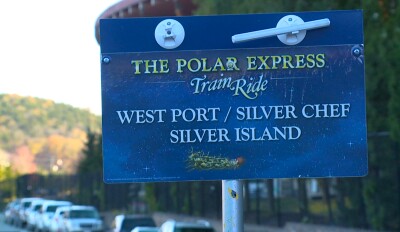 THE POLAR EXPRESS
Train Ride
WEST PORT / SILVER CHEF
SILVER ISLAND